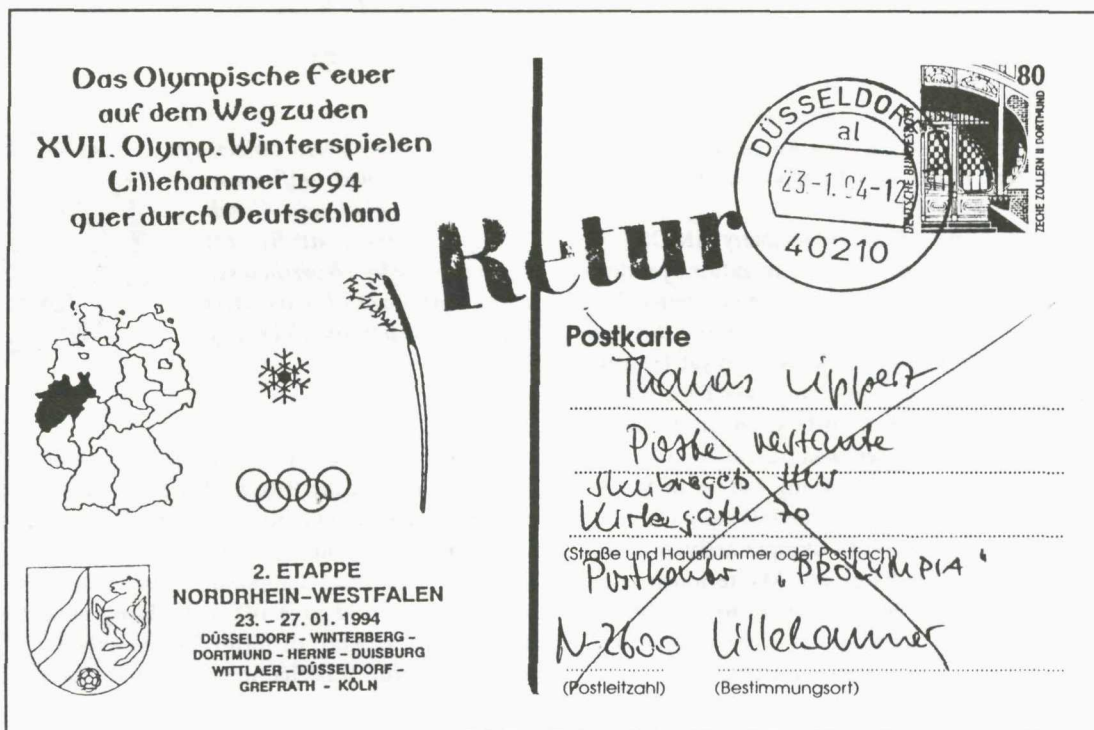 Das Olympische Feuer
auf dem Weg zu den
XVII. Olymp. Winterspielen
Lillehammer 1994
quer durch Deutschland
Retur
DÜSSELDORF
al
23.-1.94-12
40210
80
DEUTSCHE BUNDESPOST
ZECHE ZOLLERN II DORTMUND
Postkarte
Thomas Lippert
Poste restante
Kirkegaten 70
(Straße und Hausnummer oder Postfach)
Postkontor "PROLYMPIA"
N-2600 Lillehammer
(Postleitzahl) (Bestimmungsort)
2. ETAPPE
NORDRHEIN-WESTFALEN
23. - 27. 01. 1994
DÜSSELDORF - WINTERBERG -
DORTMUND - HERNE - DUISBURG
WITTLAER - DÜSSELDORF -
GREFRATH - KÖLN